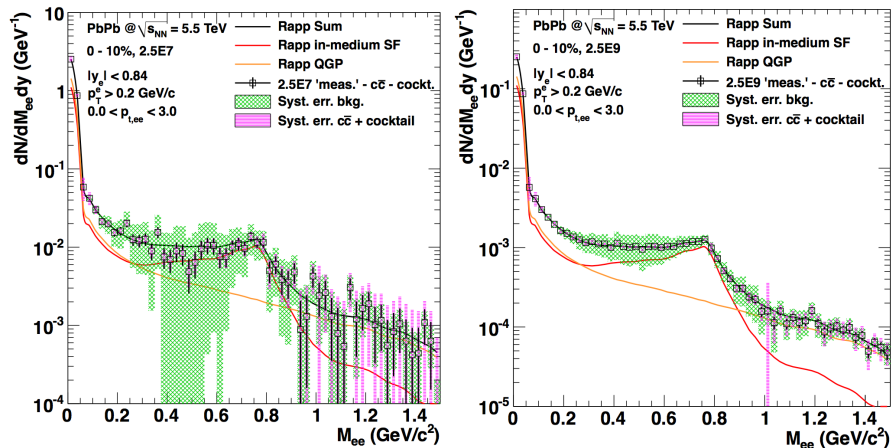 dN/dM_ee dy (GeV⁻¹)
PbPb @ √s_NN = 5.5 TeV
0 - 10%, 2.5E7
|y_e| < 0.84
p_T^e > 0.2 GeV/c
0.0 < p_t,ee < 3.0
Rapp Sum
Rapp in-medium SF
Rapp QGP
2.5E7 'meas.' - cc̄ - cockt.
Syst. err. bkg.
Syst. err. cc̄ + cocktail
10
1
10⁻¹
10⁻²
10⁻³
10⁻⁴
0 0.2 0.4 0.6 0.8 1 1.2 1.4
M_ee (GeV/c²)
dN/dM_ee dy (GeV⁻¹)
PbPb @ √s_NN = 5.5 TeV
0 - 10%, 2.5E9
|y_e| < 0.84
p_T^e > 0.2 GeV/c
0.0 < p_t,ee < 3.0
Rapp Sum
Rapp in-medium SF
Rapp QGP
2.5E9 'meas.' - cc̄ - cockt.
Syst. err. bkg.
Syst. err. cc̄ + cocktail
1
10⁻¹
10⁻²
10⁻³
10⁻⁴
10⁻⁵
0 0.2 0.4 0.6 0.8 1 1.2 1.4
M_ee (GeV/c²)